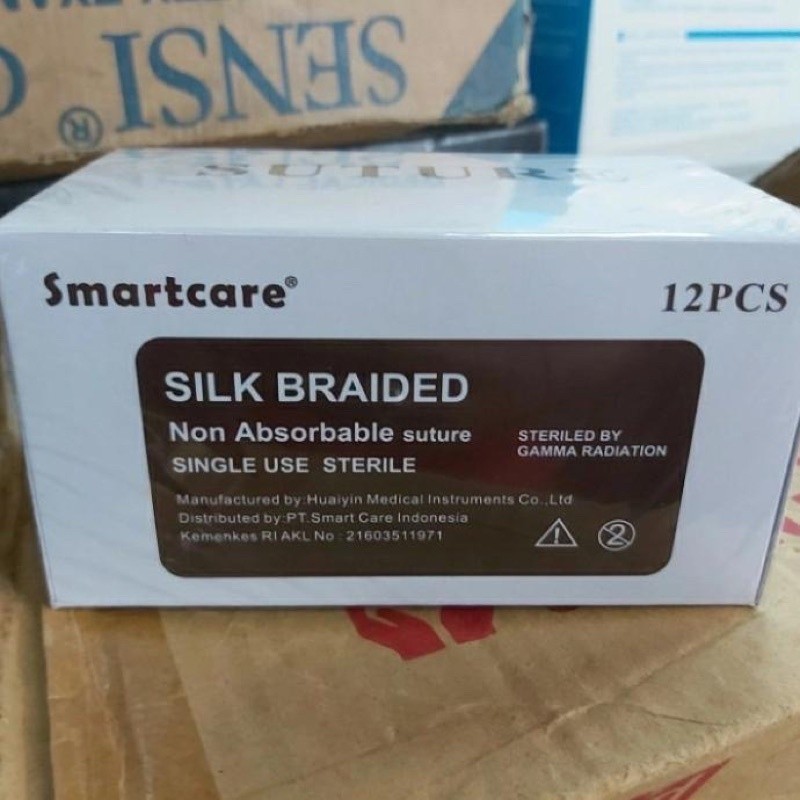 SENSI®
SUTURE
Smartcare®
12PCS
SILK BRAIDED
Non Absorbable suture
SINGLE USE STERILE
STERILED BY
GAMMA RADIATION
Manufactured by:Huaiyin Medical Instruments Co.,Ltd
Distributed by:PT.Smart Care Indonesia
Kemenkes RI AKL No : 21603511971
2